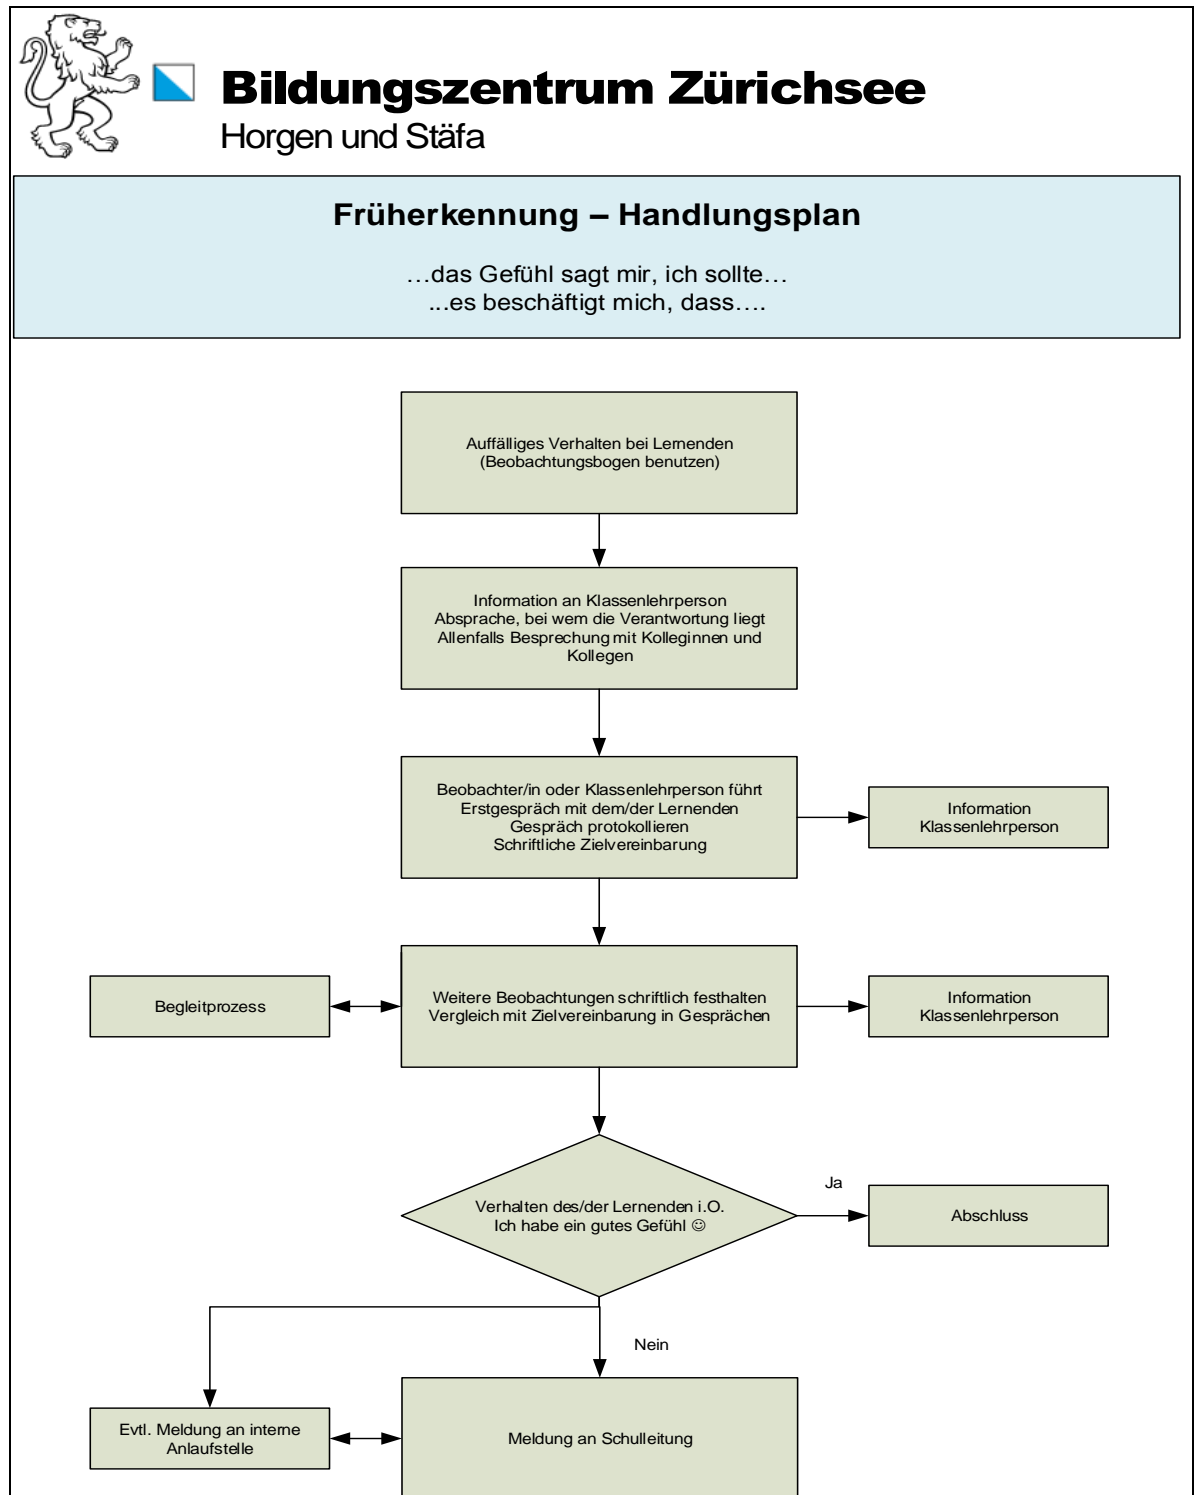 Bildungszentrum Zürichsee
Horgen und Stäfa
Früherkennung – Handlungsplan
…das Gefühl sagt mir, ich sollte…
...es beschäftigt mich, dass….
Auffälliges Verhalten bei Lernenden
(Beobachtungsbogen benutzen)
Information an Klassenlehrperson
Absprache, bei wem die Verantwortung liegt
Allenfalls Besprechung mit Kolleginnen und
Kollegen
Beobachter/in oder Klassenlehrperson führt
Erstgespräch mit dem/der Lernenden
Gespräch protokollieren
Schriftliche Zielvereinbarung
Information
Klassenlehrperson
Begleitprozess
Weitere Beobachtungen schriftlich festhalten
Vergleich mit Zielvereinbarung in Gesprächen
Information
Klassenlehrperson
Verhalten des/der Lernenden i.O.
Ich habe ein gutes Gefühl ☺
Ja
Abschluss
Nein
Evtl. Meldung an interne
Anlaufstelle
Meldung an Schulleitung